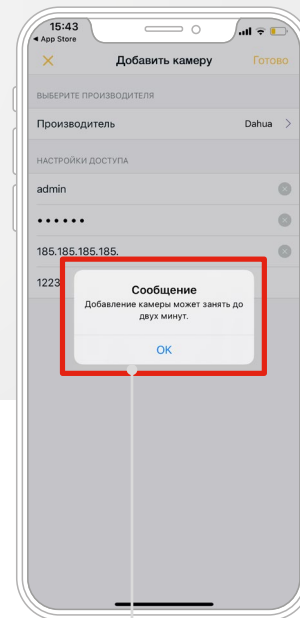 15:43
◀ App Store
Добавить камеру
Готово
ВЫБЕРИТЕ ПРОИЗВОДИТЕЛЯ
Производитель
Dahua
НАСТРОЙКИ ДОСТУПА
admin
••••••
185.185.185.185.
1223
Сообщение
Добавление камеры может занять до
двух минут.
OK